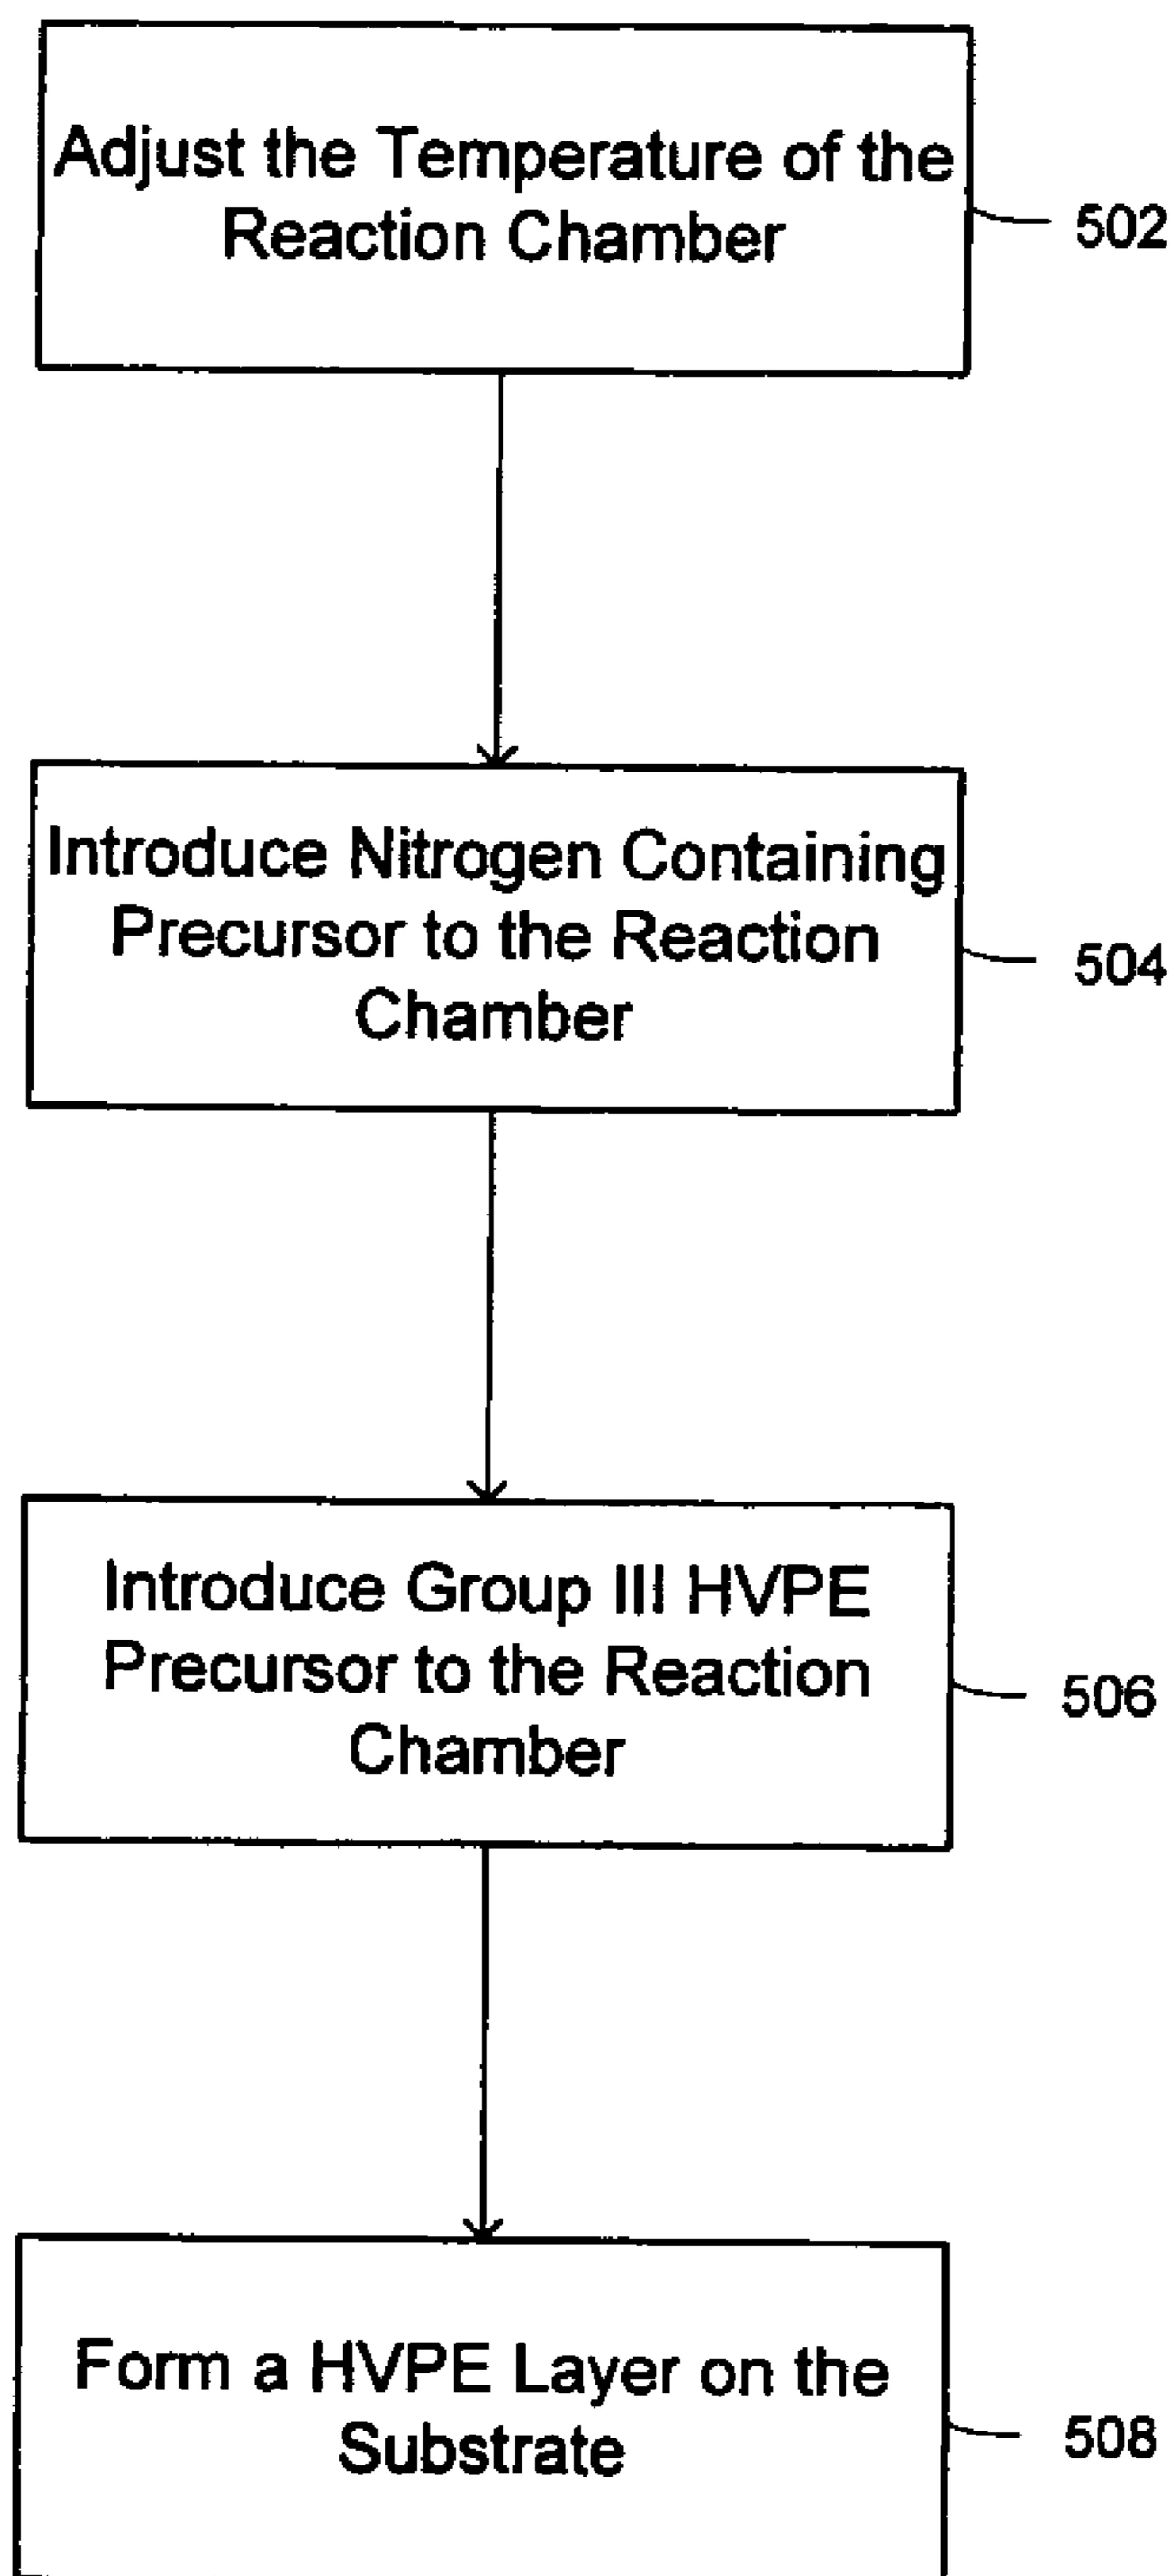 Adjust the Temperature of the
Reaction Chamber
502
Introduce Nitrogen Containing
Precursor to the Reaction
Chamber
504
Introduce Group III HVPE
Precursor to the Reaction
Chamber
506
Form a HVPE Layer on the
Substrate
508